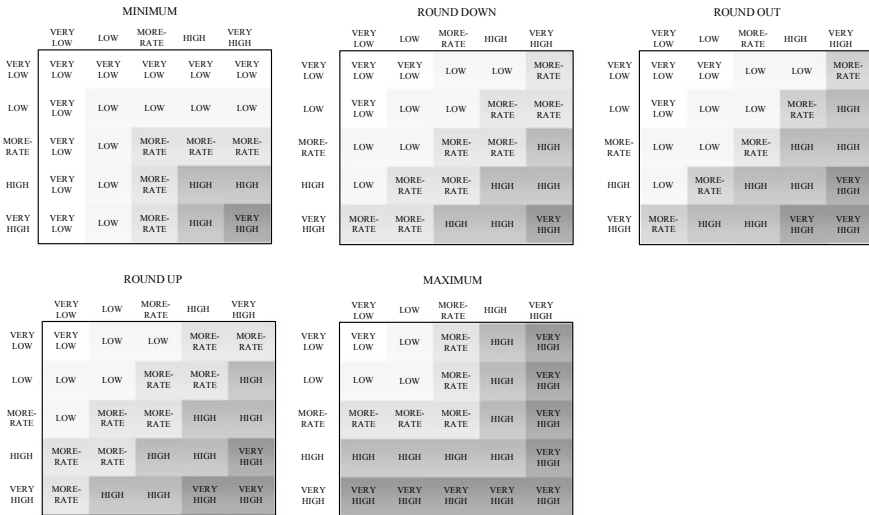 MINIMUM
VERY LOW LOW MORE-RATE HIGH VERY HIGH
VERY LOW VERY LOW VERY LOW VERY LOW VERY LOW VERY LOW
LOW VERY LOW LOW LOW LOW LOW
MORE-RATE VERY LOW LOW MORE-RATE MORE-RATE MORE-RATE
HIGH VERY LOW LOW MORE-RATE HIGH HIGH
VERY HIGH VERY LOW LOW MORE-RATE HIGH VERY HIGH
ROUND DOWN
VERY LOW LOW MORE-RATE HIGH VERY HIGH
VERY LOW VERY LOW VERY LOW LOW LOW MORE-RATE
LOW VERY LOW LOW LOW MORE-RATE MORE-RATE
MORE-RATE LOW LOW MORE-RATE MORE-RATE HIGH
HIGH LOW MORE-RATE MORE-RATE HIGH HIGH
VERY HIGH MORE-RATE MORE-RATE HIGH HIGH VERY HIGH
ROUND OUT
VERY LOW LOW MORE-RATE HIGH VERY HIGH
VERY LOW VERY LOW VERY LOW LOW LOW MORE-RATE
LOW VERY LOW LOW LOW MORE-RATE HIGH
MORE-RATE LOW LOW MORE-RATE HIGH HIGH
HIGH LOW MORE-RATE HIGH HIGH VERY HIGH
VERY HIGH MORE-RATE HIGH HIGH VERY HIGH VERY HIGH
ROUND UP
VERY LOW LOW MORE-RATE HIGH VERY HIGH
VERY LOW VERY LOW LOW LOW MORE-RATE MORE-RATE
LOW LOW LOW MORE-RATE MORE-RATE HIGH
MORE-RATE LOW MORE-RATE MORE-RATE HIGH HIGH
HIGH MORE-RATE MORE-RATE HIGH HIGH VERY HIGH
VERY HIGH MORE-RATE HIGH HIGH VERY HIGH VERY HIGH
MAXIMUM
VERY LOW LOW MORE-RATE HIGH VERY HIGH
VERY LOW VERY LOW LOW MORE-RATE HIGH VERY HIGH
LOW LOW LOW MORE-RATE HIGH VERY HIGH
MORE-RATE MORE-RATE MORE-RATE MORE-RATE HIGH VERY HIGH
HIGH HIGH HIGH HIGH HIGH VERY HIGH
VERY HIGH VERY HIGH VERY HIGH VERY HIGH VERY HIGH VERY HIGH